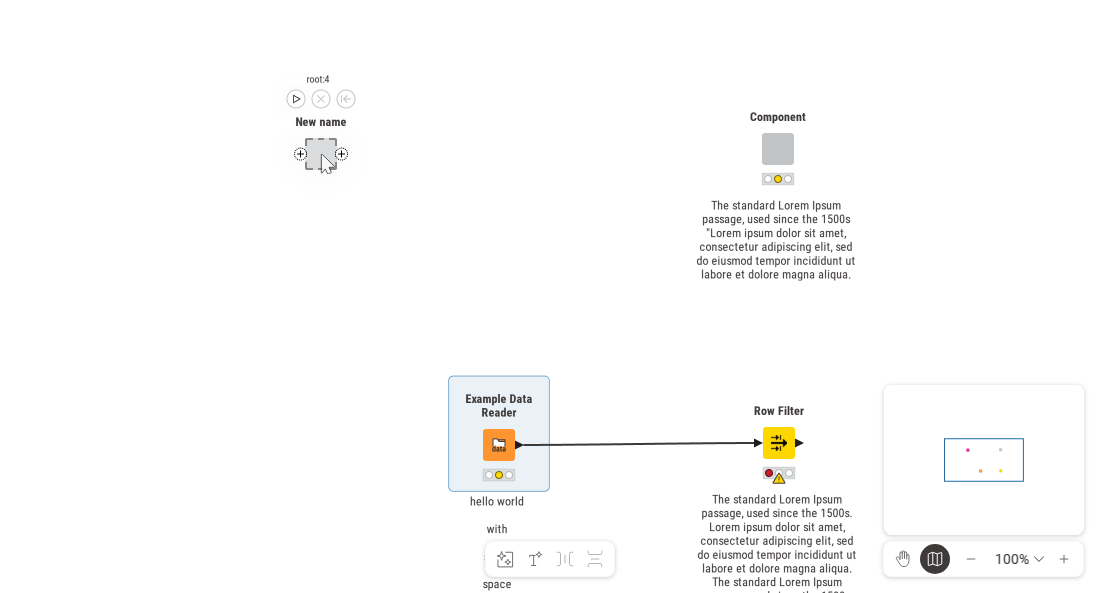 root:4
New name
Component
The standard Lorem Ipsum
passage, used since the 1500s
"Lorem ipsum dolor sit amet,
consectetur adipiscing elit, sed
do eiusmod tempor incididunt ut
labore et dolore magna aliqua.
Example Data
Reader
data
hello world
with
space
Row Filter
The standard Lorem Ipsum
passage, used since the 1500s.
Lorem ipsum dolor sit amet,
consectetur adipiscing elit, sed
do eiusmod tempor incididunt ut
labore et dolore magna aliqua.
The standard Lorem Ipsum
100%